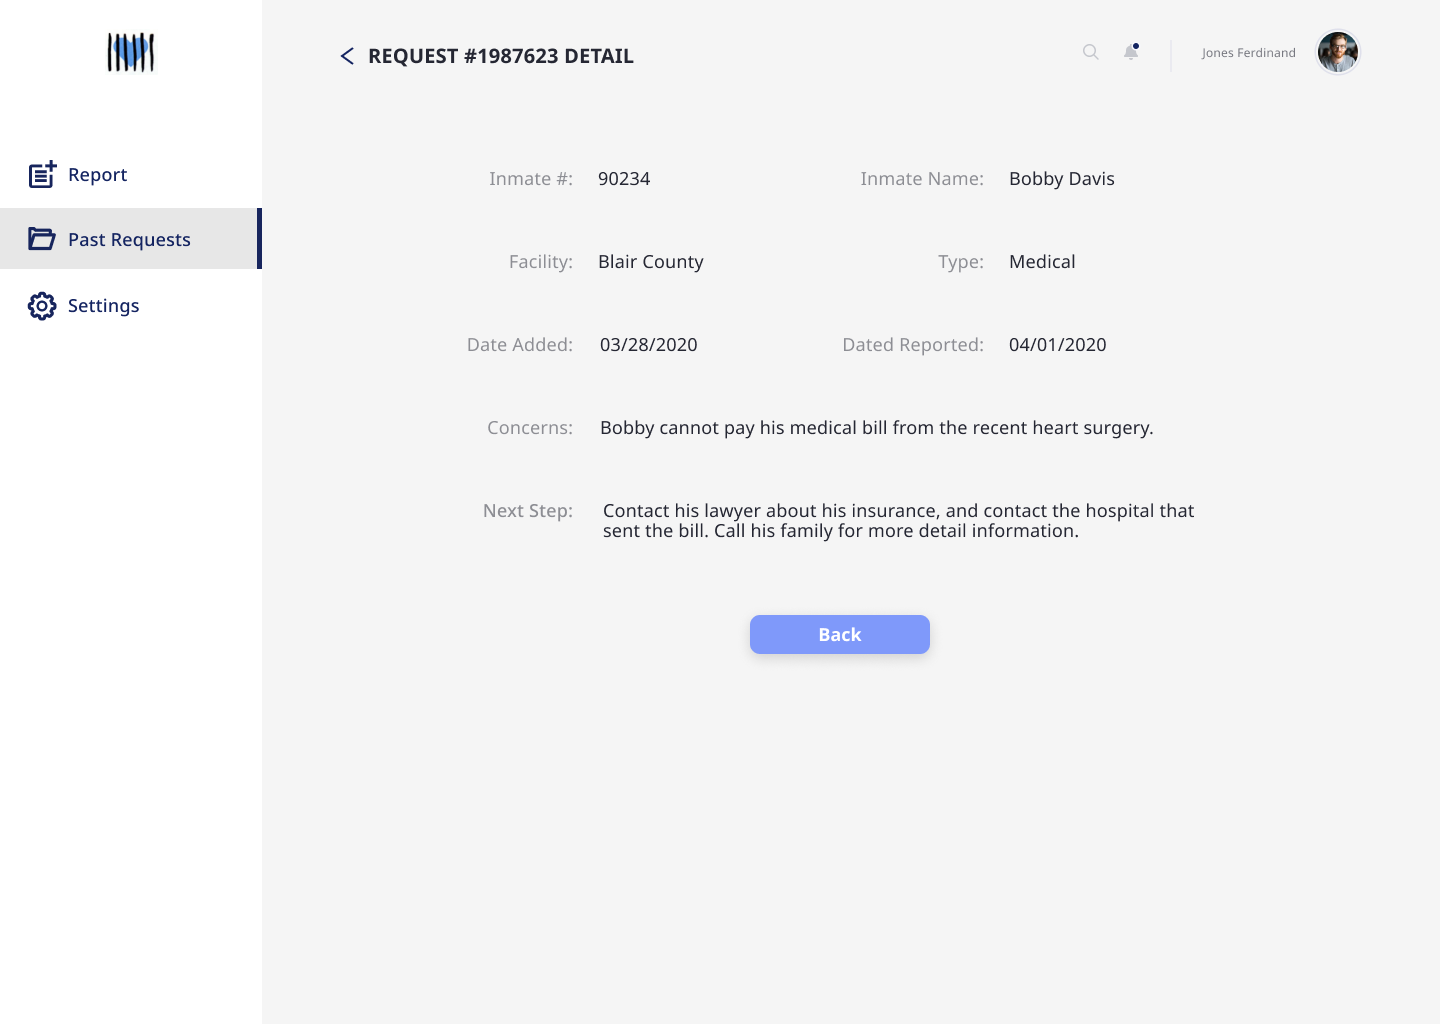 REQUEST #1987623 DETAIL
Jones Ferdinand
Report
Past Requests
Settings
Inmate #: 90234 Inmate Name: Bobby Davis
Facility: Blair County Type: Medical
Date Added: 03/28/2020 Dated Reported: 04/01/2020
Concerns: Bobby cannot pay his medical bill from the recent heart surgery.
Next Step: Contact his lawyer about his insurance, and contact the hospital that
sent the bill. Call his family for more detail information.
Back